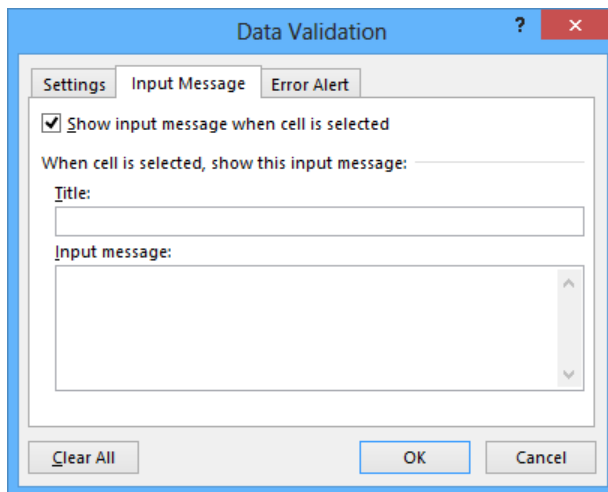 Data Validation ? ×
Settings Input Message Error Alert
Show input message when cell is selected
When cell is selected, show this input message:
Title:
Input message:
Clear All OK Cancel